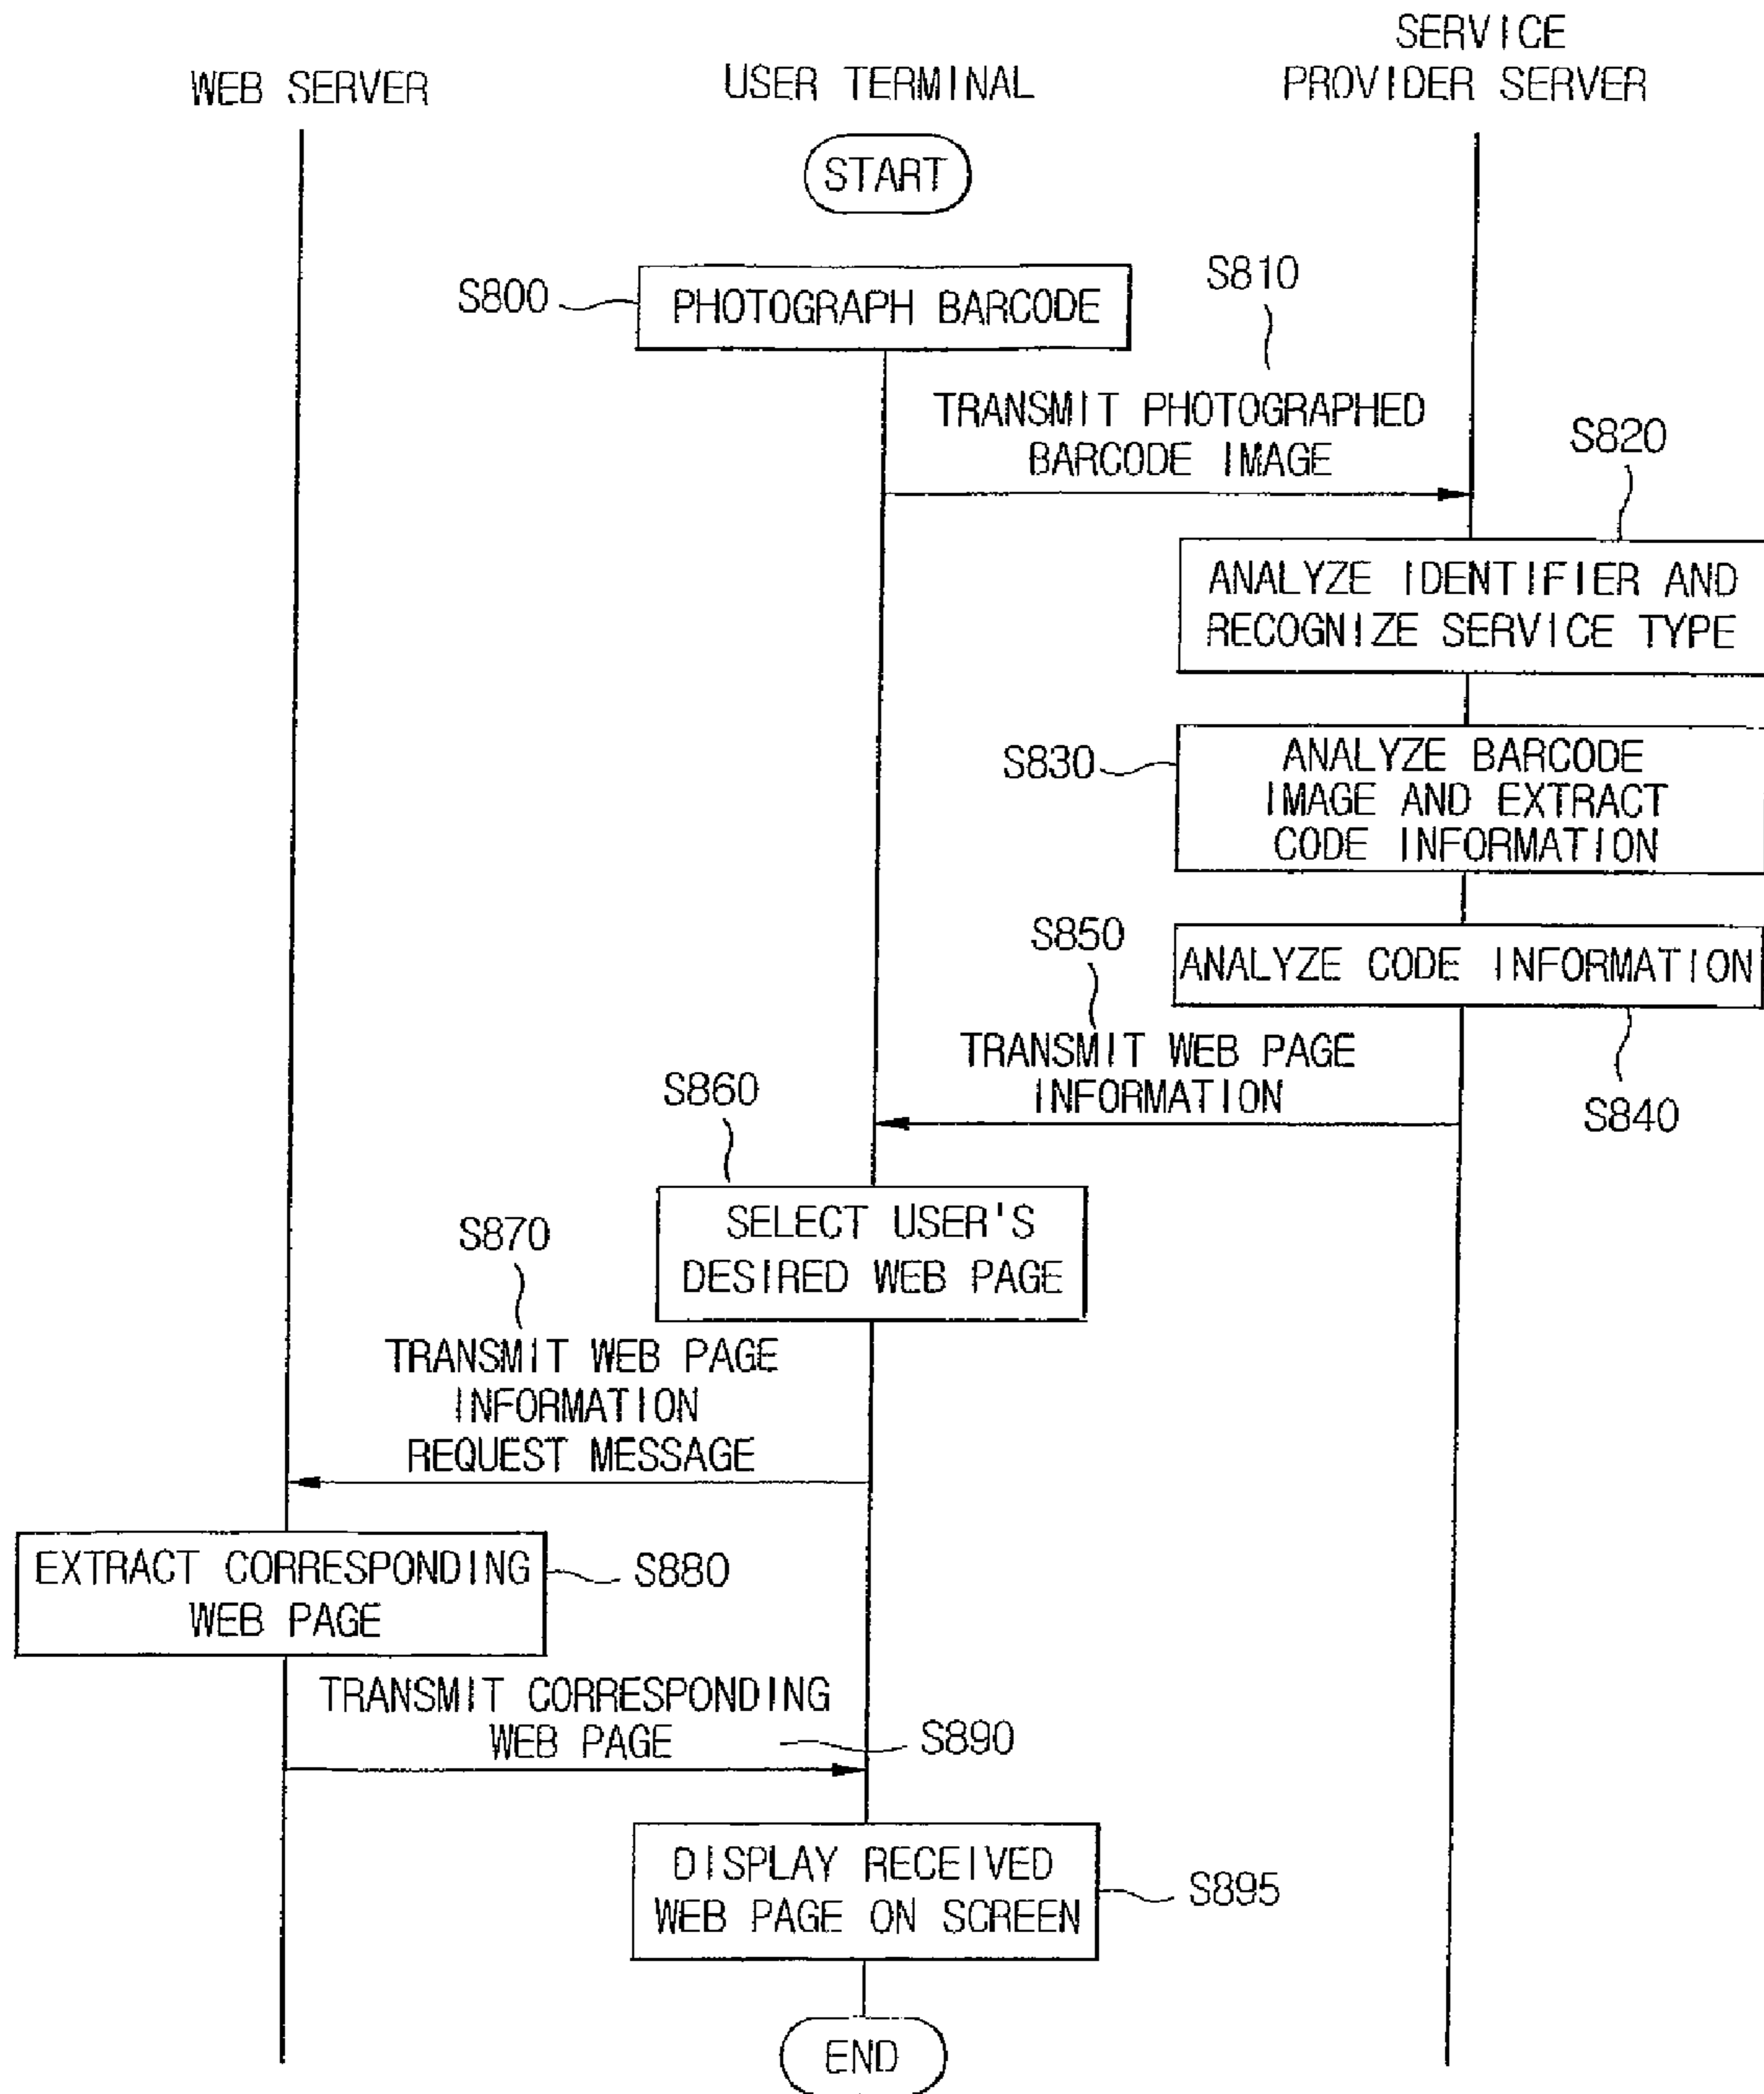 WEB SERVER
USER TERMINAL
SERVICE
PROVIDER SERVER
START
S800
PHOTOGRAPH BARCODE
S810
TRANSMIT PHOTOGRAPHED
BARCODE IMAGE
S820
ANALYZE IDENTIFIER AND
RECOGNIZE SERVICE TYPE
S830
ANALYZE BARCODE
IMAGE AND EXTRACT
CODE INFORMATION
S850
ANALYZE CODE INFORMATION
TRANSMIT WEB PAGE
INFORMATION
S840
S860
SELECT USER'S
DESIRED WEB PAGE
S870
TRANSMIT WEB PAGE
INFORMATION
REQUEST MESSAGE
EXTRACT CORRESPONDING
WEB PAGE
S880
TRANSMIT CORRESPONDING
WEB PAGE
S890
DISPLAY RECEIVED
WEB PAGE ON SCREEN
S895
END